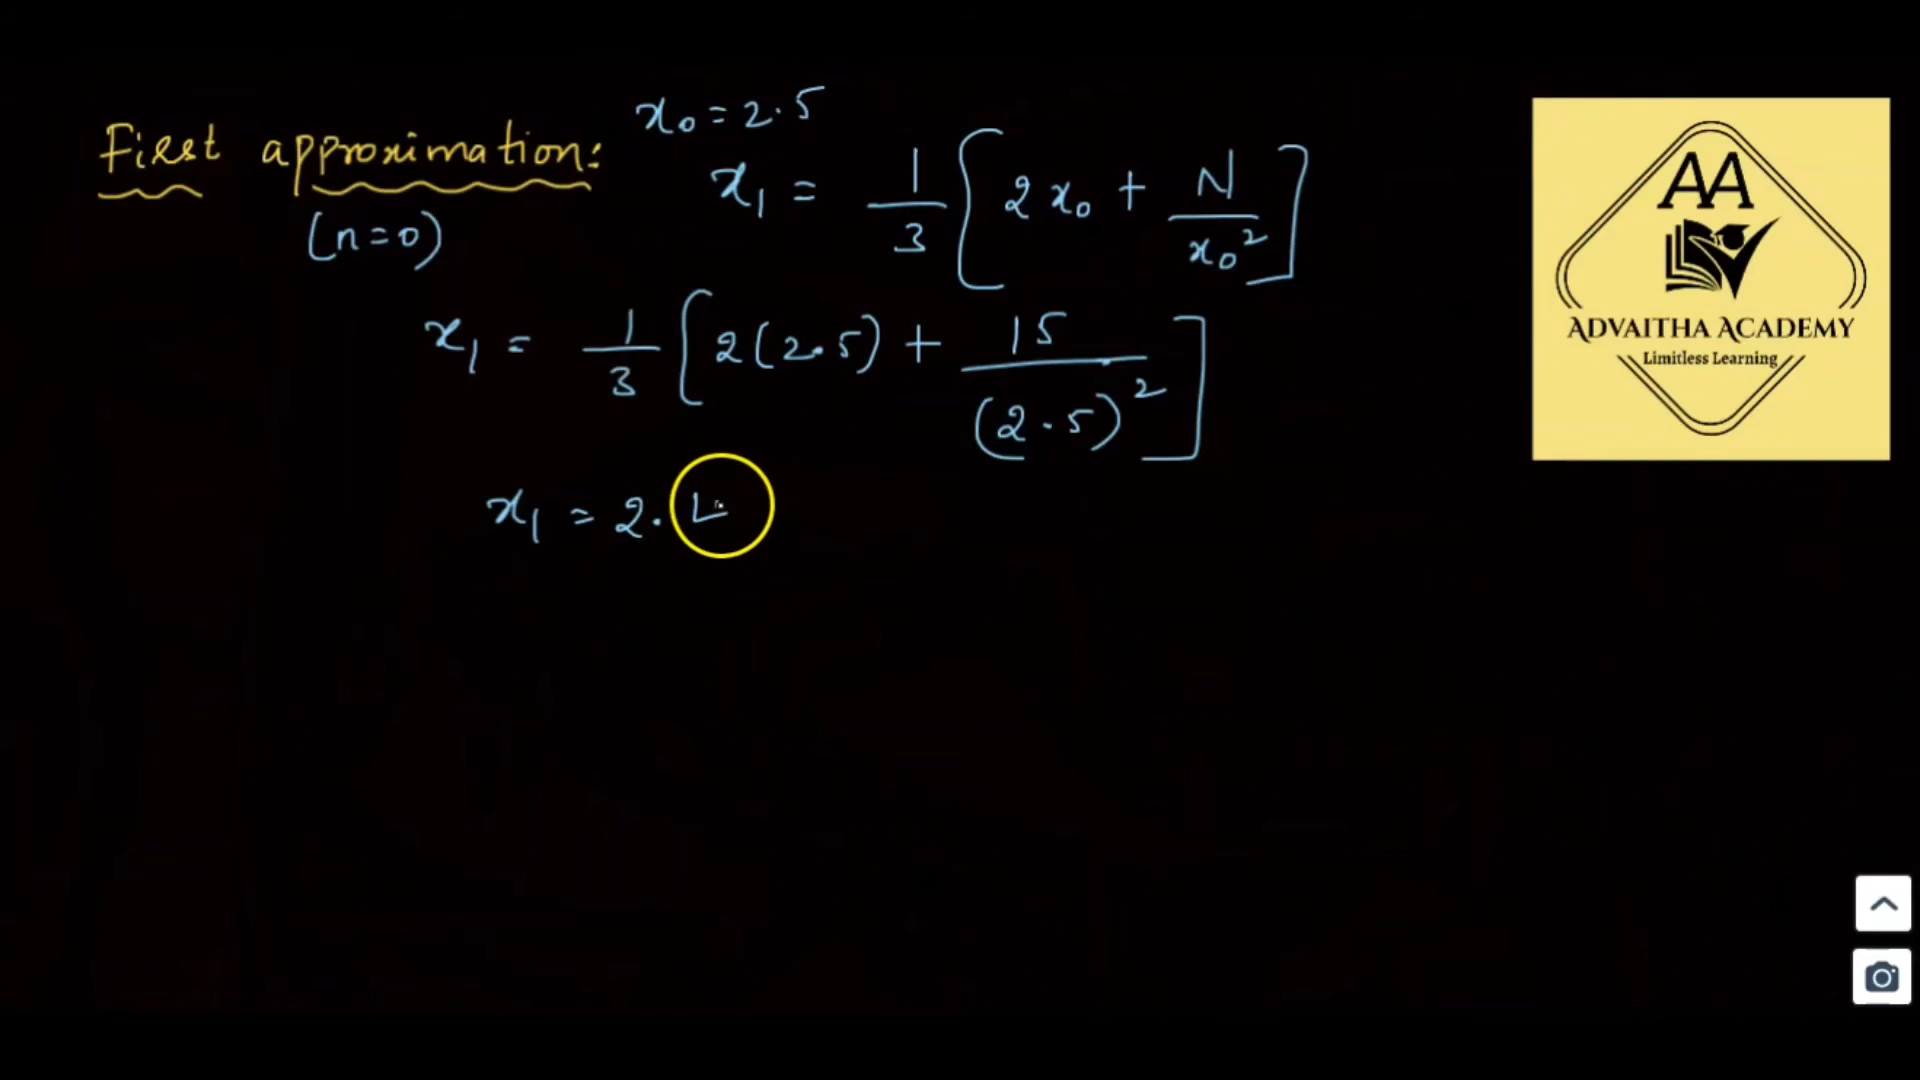 x₀ = 2.5
First approximation:
x₁ = 1/3 [ 2x₀ + N/x₀² ]
(n=0)
x₁ = 1/3 [ 2(2.5) + 15/(2.5)² ]
x₁ = 2.
AA
ADVAITHA ACADEMY
Limitless Learning